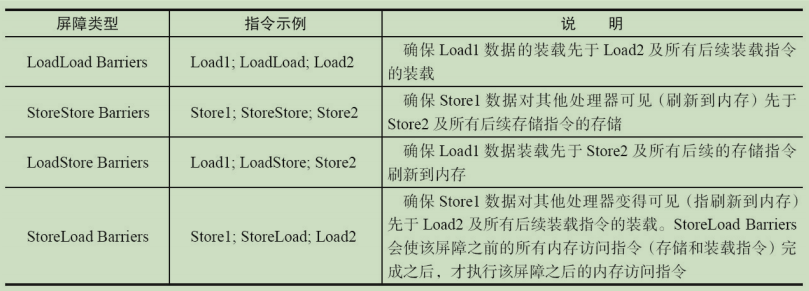 屏障类型 指令示例 说 明
LoadLoad Barriers Load1; LoadLoad; Load2 确保 Load1 数据的装载先于 Load2 及所有后续装载指令
的装载
StoreStore Barriers Store1; StoreStore; Store2 确保 Store1 数据对其他处理器可见（刷新到内存）先于
Store2 及所有后续存储指令的存储
LoadStore Barriers Load1; LoadStore; Store2 确保 Load1 数据装载先于 Store2 及所有后续的存储指令
刷新到内存
StoreLoad Barriers Store1; StoreLoad; Load2 确保 Store1 数据对其他处理器变得可见（指刷新到内存）
先于 Load2 及所有后续装载指令的装载。StoreLoad Barriers
会使该屏障之前的所有内存访问指令（存储和装载指令）完
成之后，才执行该屏障之后的内存访问指令